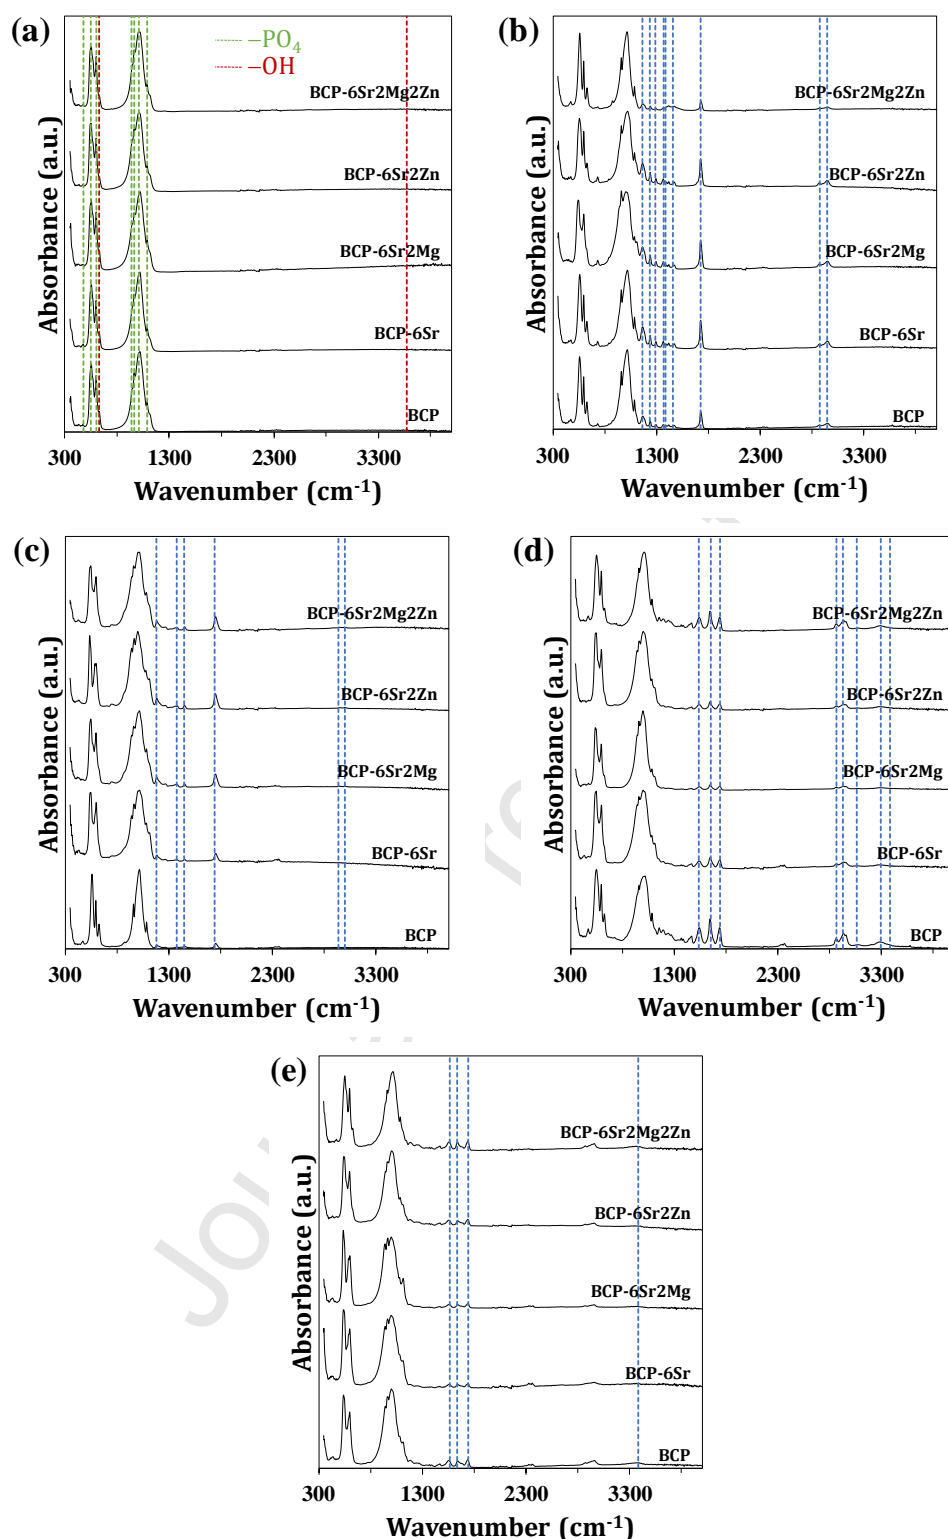 (a)
–PO4
–OH
BCP-6Sr2Mg2Zn
BCP-6Sr2Zn
BCP-6Sr2Mg
BCP-6Sr
BCP
Absorbance (a.u.)
300 1300 2300 3300
Wavenumber (cm-1)
(b)
BCP-6Sr2Mg2Zn
BCP-6Sr2Zn
BCP-6Sr2Mg
BCP-6Sr
BCP
Absorbance (a.u.)
300 1300 2300 3300
Wavenumber (cm-1)
(c)
BCP-6Sr2Mg2Zn
BCP-6Sr2Zn
BCP-6Sr2Mg
BCP-6Sr
BCP
Absorbance (a.u.)
300 1300 2300 3300
Wavenumber (cm-1)
(d)
BCP-6Sr2Mg2Zn
BCP-6Sr2Zn
BCP-6Sr2Mg
BCP-6Sr
BCP
Absorbance (a.u.)
300 1300 2300 3300
Wavenumber (cm-1)
(e)
BCP-6Sr2Mg2Zn
BCP-6Sr2Zn
BCP-6Sr2Mg
BCP-6Sr
BCP
Absorbance (a.u.)
300 1300 2300 3300
Wavenumber (cm-1)